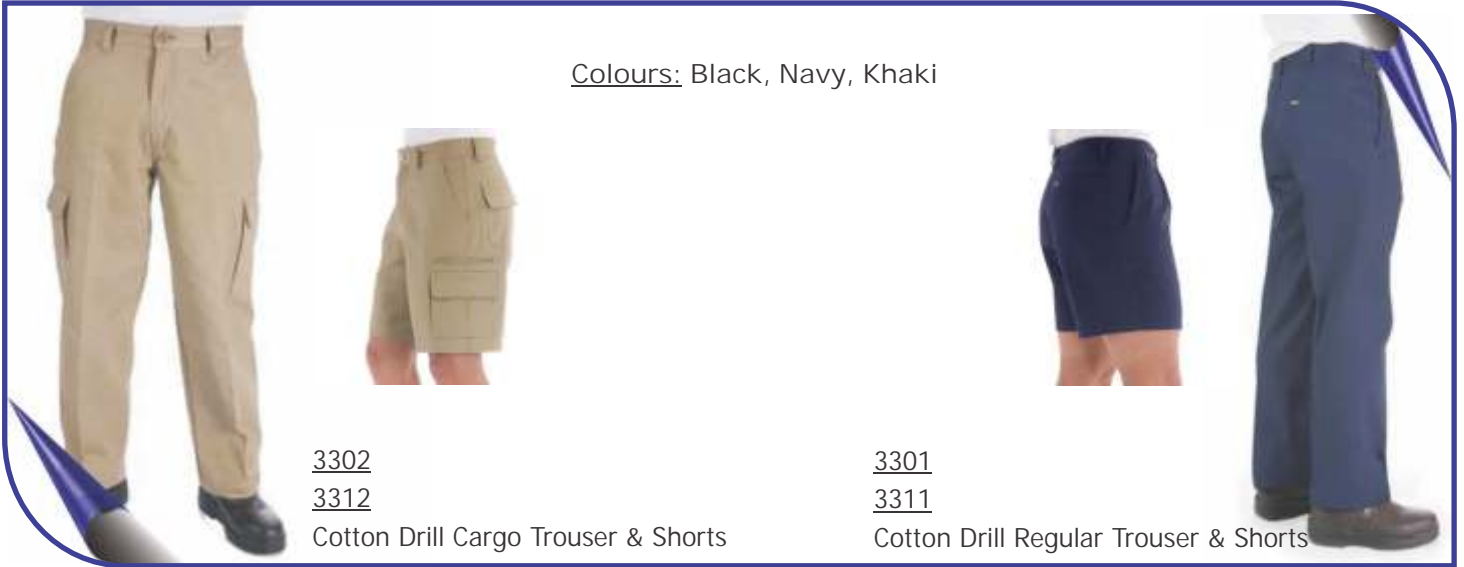 Colours: Black, Navy, Khaki
3302
3312
Cotton Drill Cargo Trouser & Shorts
3301
3311
Cotton Drill Regular Trouser & Shorts